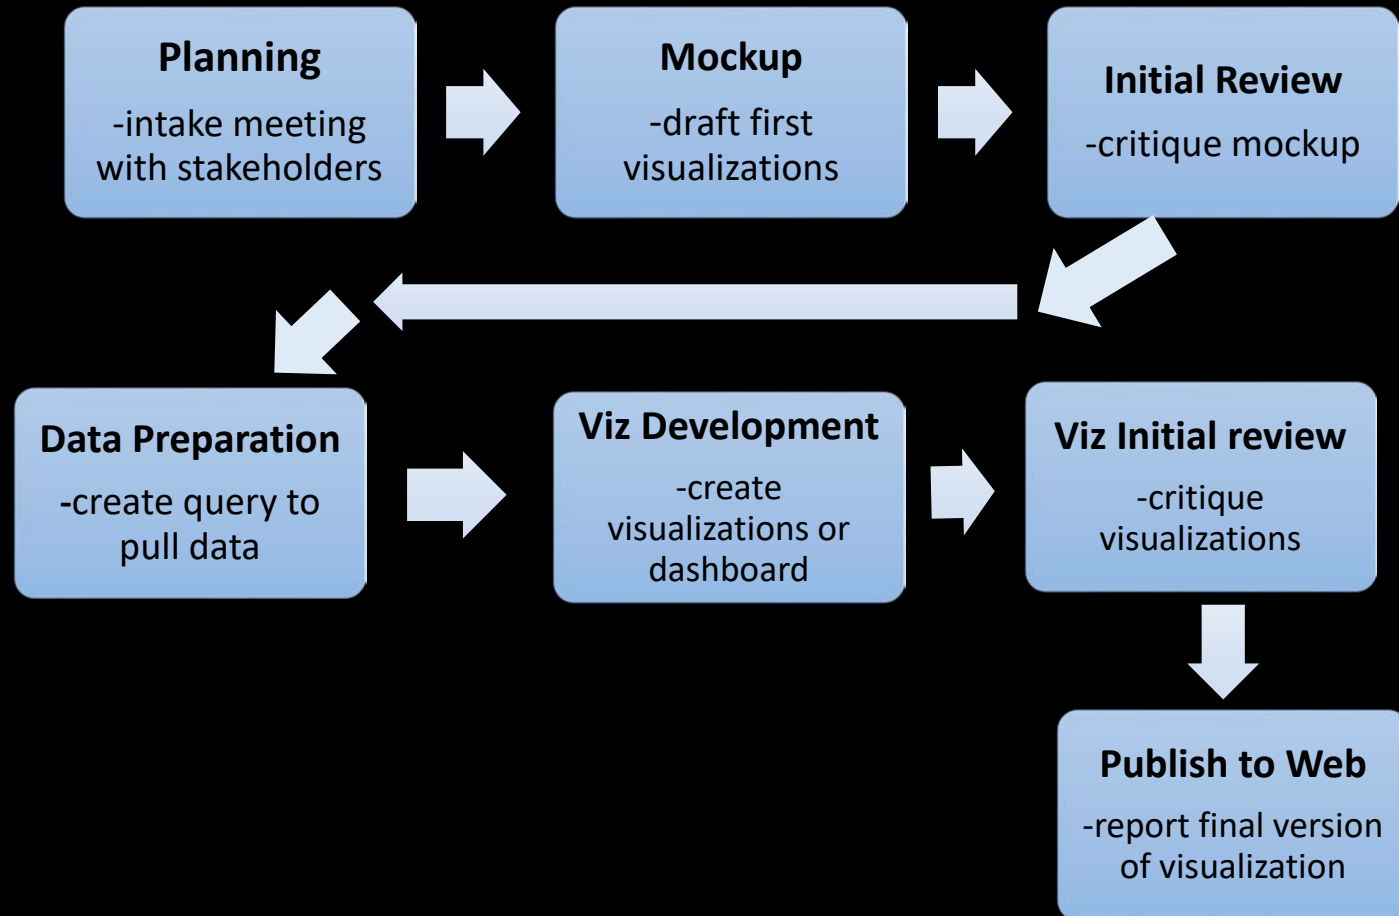 Planning
-intake meeting
with stakeholders
Mockup
-draft first
visualizations
Initial Review
-critique mockup
Data Preparation
-create query to
pull data
Viz Development
-create
visualizations or
dashboard
Viz Initial review
-critique
visualizations
Publish to Web
-report final version
of visualization